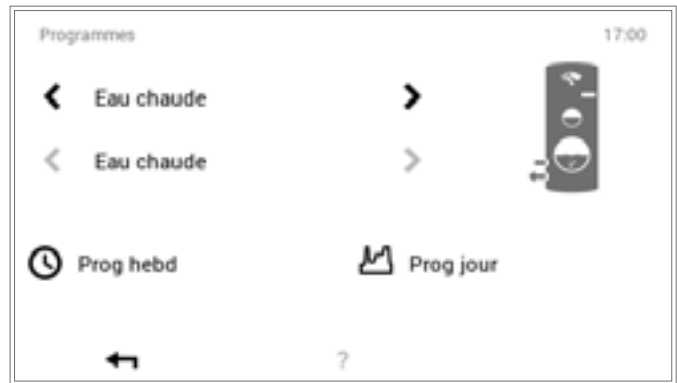 Programmes 17:00
Eau chaude
Eau chaude
Prog hebd Prog jour
?